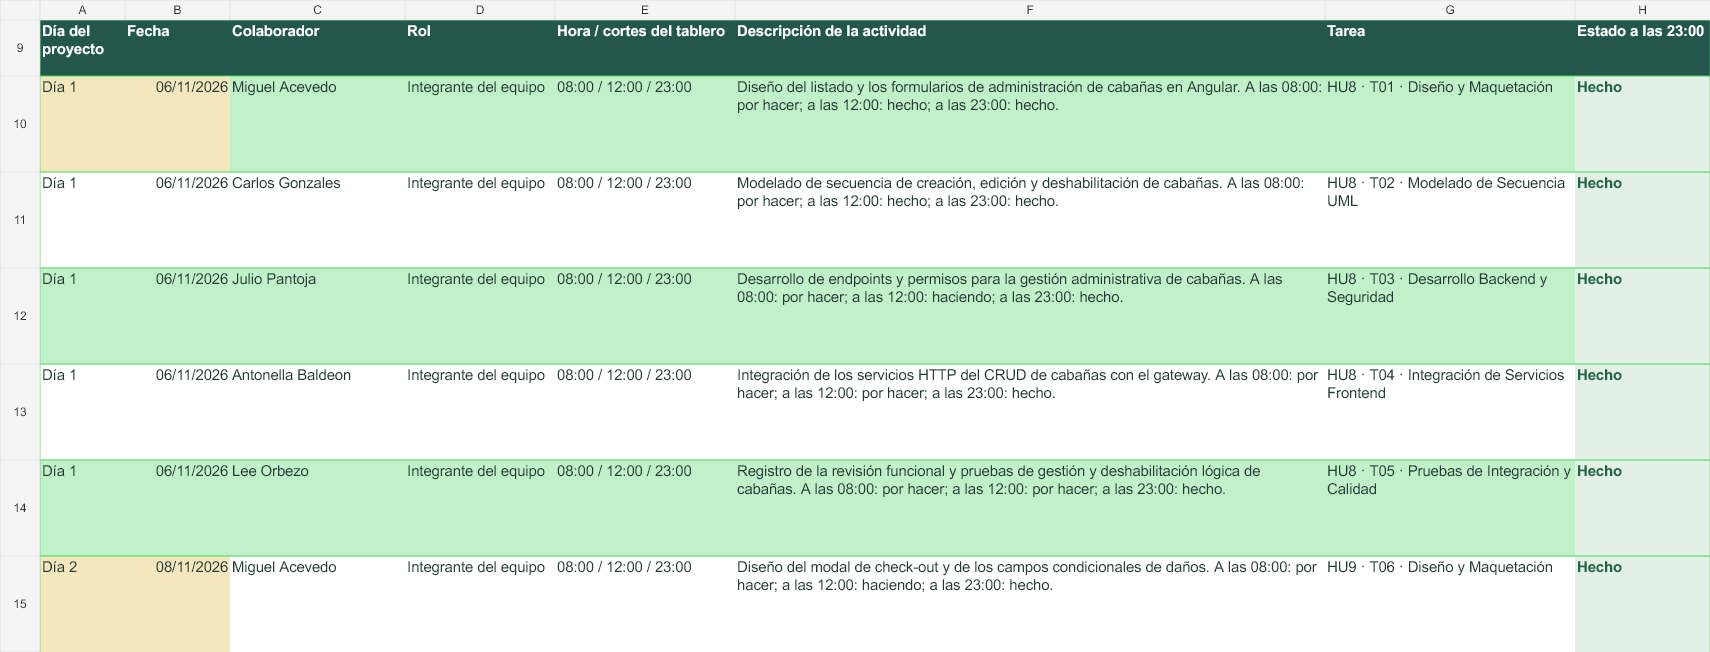 A B C D E F G H
9 Día del proyecto Fecha Colaborador Rol Hora / cortes del tablero Descripción de la actividad Tarea Estado a las 23:00
10 Día 1 06/11/2026 Miguel Acevedo Integrante del equipo 08:00 / 12:00 / 23:00 Diseño del listado y los formularios de administración de cabañas en Angular. A las 08:00: por hacer; a las 12:00: hecho; a las 23:00: hecho. HU8 · T01 · Diseño y Maquetación Hecho
11 Día 1 06/11/2026 Carlos Gonzales Integrante del equipo 08:00 / 12:00 / 23:00 Modelado de secuencia de creación, edición y deshabilitación de cabañas. A las 08:00: por hacer; a las 12:00: hecho; a las 23:00: hecho. HU8 · T02 · Modelado de Secuencia UML Hecho
12 Día 1 06/11/2026 Julio Pantoja Integrante del equipo 08:00 / 12:00 / 23:00 Desarrollo de endpoints y permisos para la gestión administrativa de cabañas. A las 08:00: por hacer; a las 12:00: haciendo; a las 23:00: hecho. HU8 · T03 · Desarrollo Backend y Seguridad Hecho
13 Día 1 06/11/2026 Antonella Baldeon Integrante del equipo 08:00 / 12:00 / 23:00 Integración de los servicios HTTP del CRUD de cabañas con el gateway. A las 08:00: por hacer; a las 12:00: por hacer; a las 23:00: hecho. HU8 · T04 · Integración de Servicios Frontend Hecho
14 Día 1 06/11/2026 Lee Orbezo Integrante del equipo 08:00 / 12:00 / 23:00 Registro de la revisión funcional y pruebas de gestión y deshabilitación lógica de cabañas. A las 08:00: por hacer; a las 12:00: por hacer; a las 23:00: hecho. HU8 · T05 · Pruebas de Integración y Calidad Hecho
15 Día 2 08/11/2026 Miguel Acevedo Integrante del equipo 08:00 / 12:00 / 23:00 Diseño del modal de check-out y de los campos condicionales de daños. A las 08:00: por hacer; a las 12:00: haciendo; a las 23:00: hecho. HU9 · T06 · Diseño y Maquetación Hecho